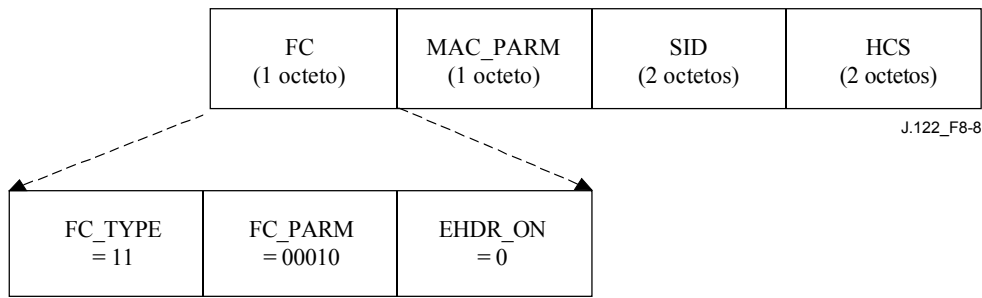 FC
(1 octeto)
MAC_PARM
(1 octeto)
SID
(2 octetos)
HCS
(2 octetos)
J.122_F8-8
FC_TYPE
= 11
FC_PARM
= 00010
EHDR_ON
= 0